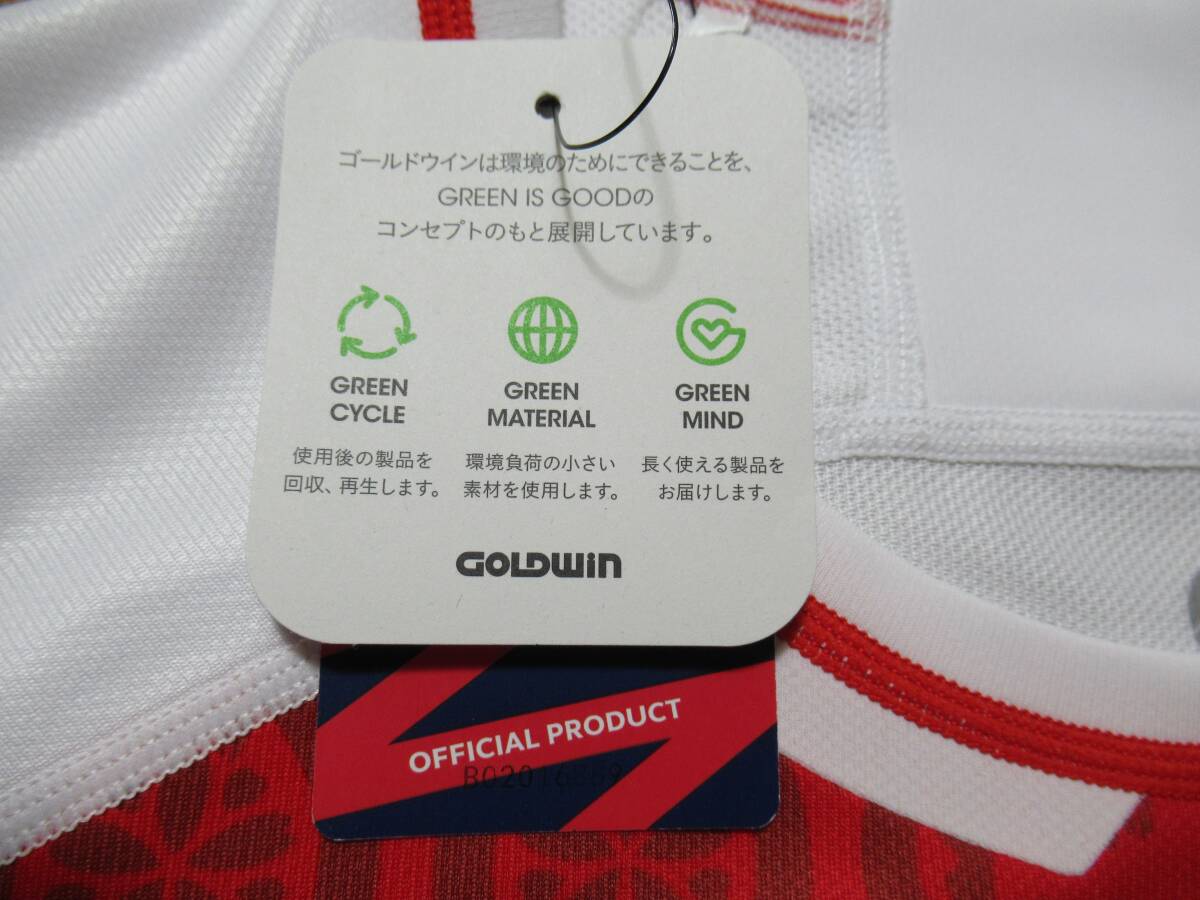 ゴールドウインは環境のためにできることを、
GREEN IS GOODの
コンセプトのもと展開しています。
GREEN
CYCLE
使用後の製品を
回収、再生します。
GREEN
MATERIAL
環境負荷の小さい
素材を使用します。
GREEN
MIND
長く使える製品を
お届けします。
GOLDWIN
OFFICIAL PRODUCT